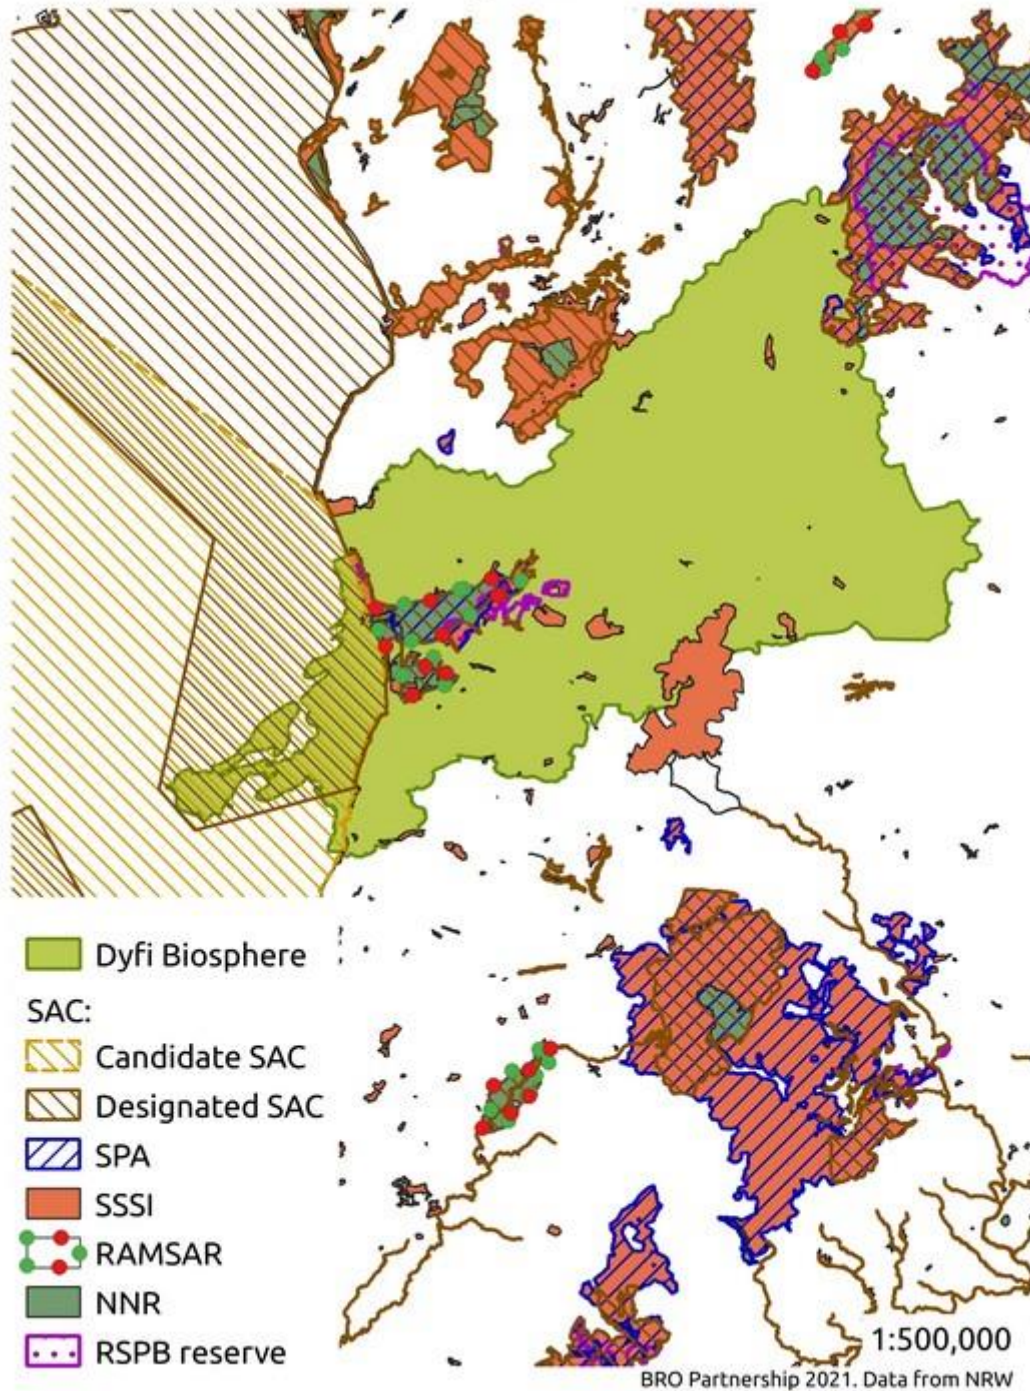 Dyfi Biosphere
SAC:
Candidate SAC
Designated SAC
SPA
SSSI
RAMSAR
NNR
RSPB reserve
1:500,000
BRO Partnership 2021. Data from NRW